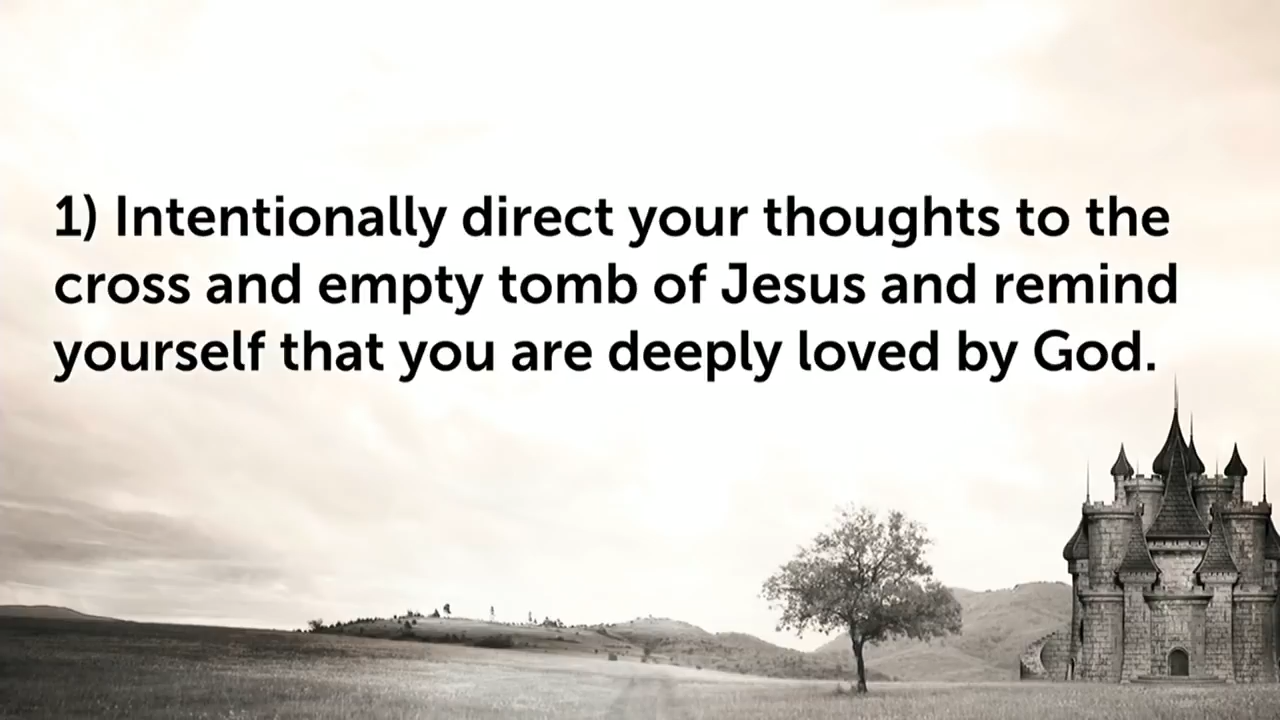 1) Intentionally direct your thoughts to the
cross and empty tomb of Jesus and remind
yourself that you are deeply loved by God.